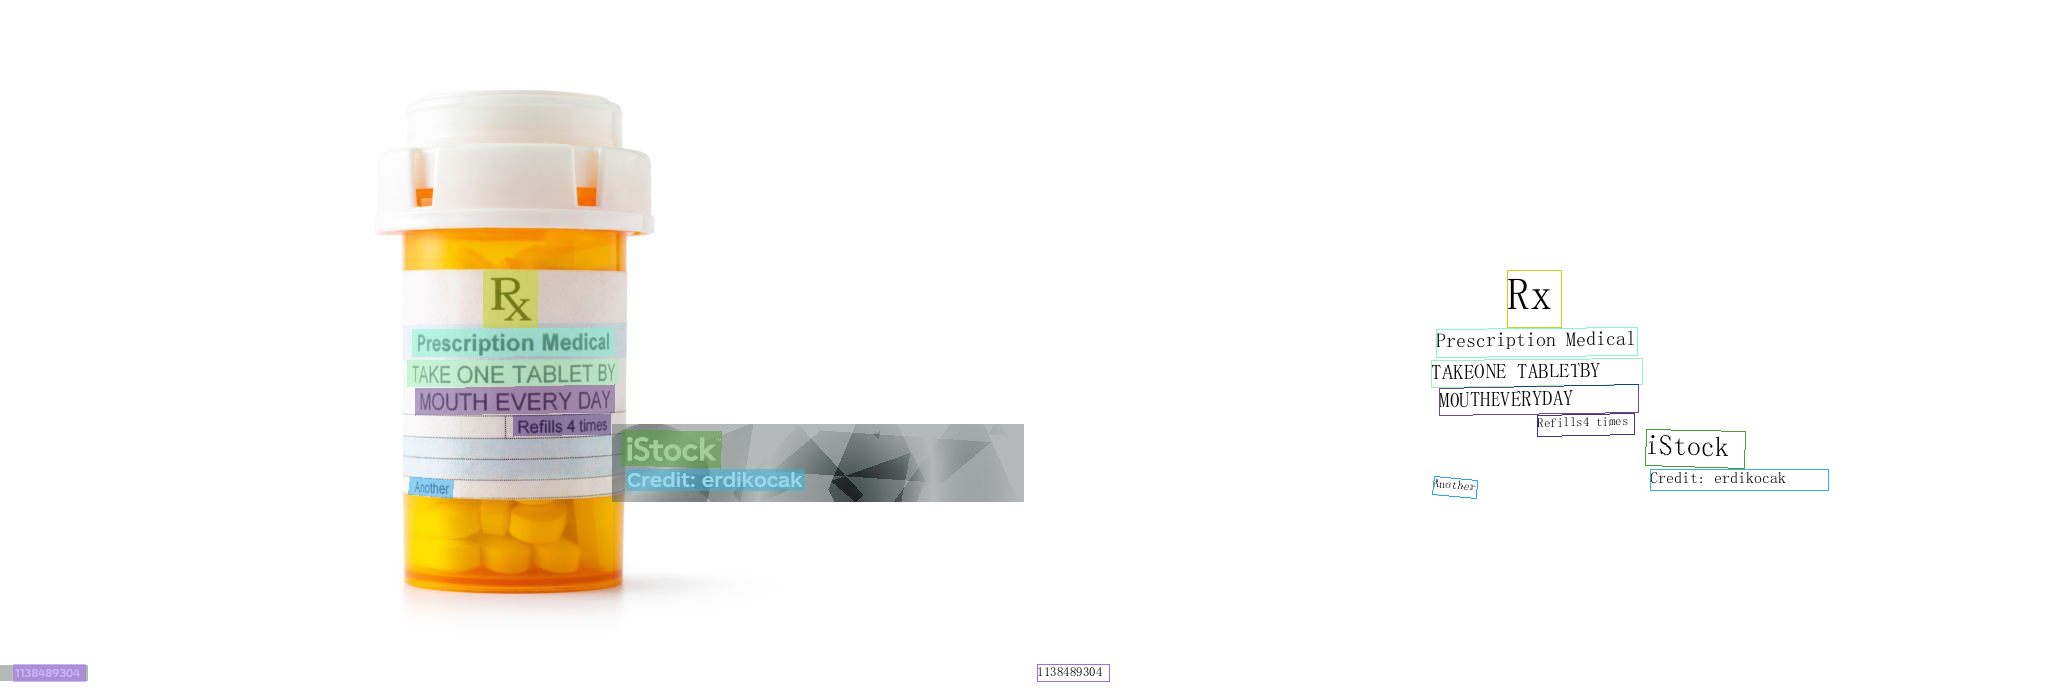 Rx
Prescription Medical
TAKE ONE TABLET BY
MOUTH EVERY DAY
Refills 4 times
iStock™
Credit: erdikocak
Another
1138489304
Rx
Prescription Medical
TAKEONE TABLETBY
MOUTHEVERYDAY
Refills4 times
iStock
Credit: erdikocak
Another
1138489304